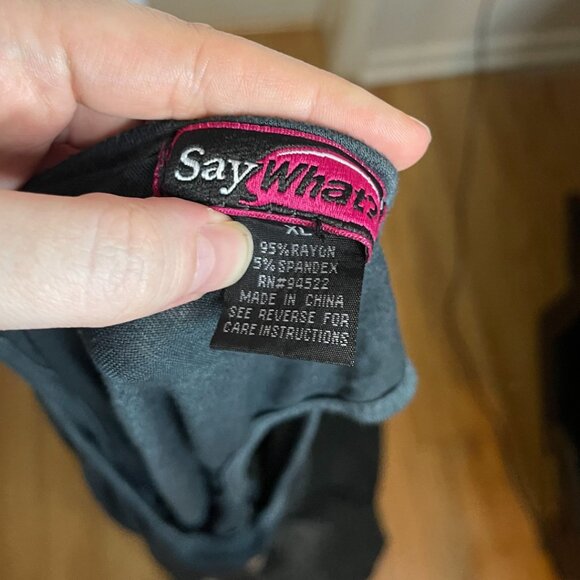 Say What?
XL
95% RAYON
5% SPANDEX
RN#94522
MADE IN CHINA
SEE REVERSE FOR
CARE INSTRUCTIONS